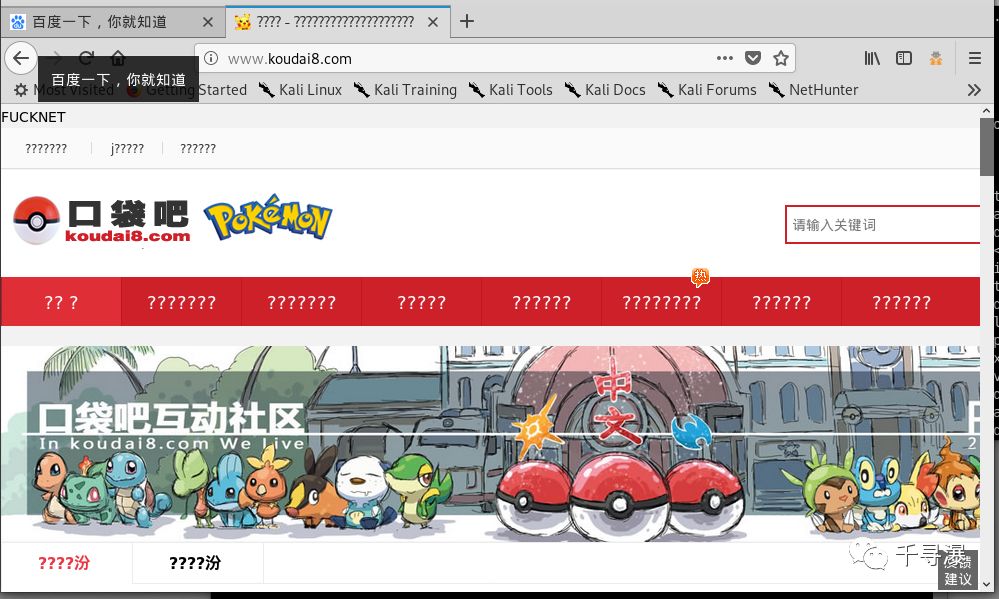 百度一下，你就知道
???? - ????????????????????
www.koudai8.com
百度一下，你就知道
Most Visited
Getting Started
Kali Linux
Kali Training
Kali Tools
Kali Docs
Kali Forums
NetHunter
FUCKNET
???????
j?????
??????
口袋吧
koudai8.com
POKéMON
请输入关键词
热
?? ?
???????
???????
?????
??????
????????
??????
??????
中文
口袋吧互动社区
In koudai8.com We live
????汾
????汾
千寻瀑
反馈
建议